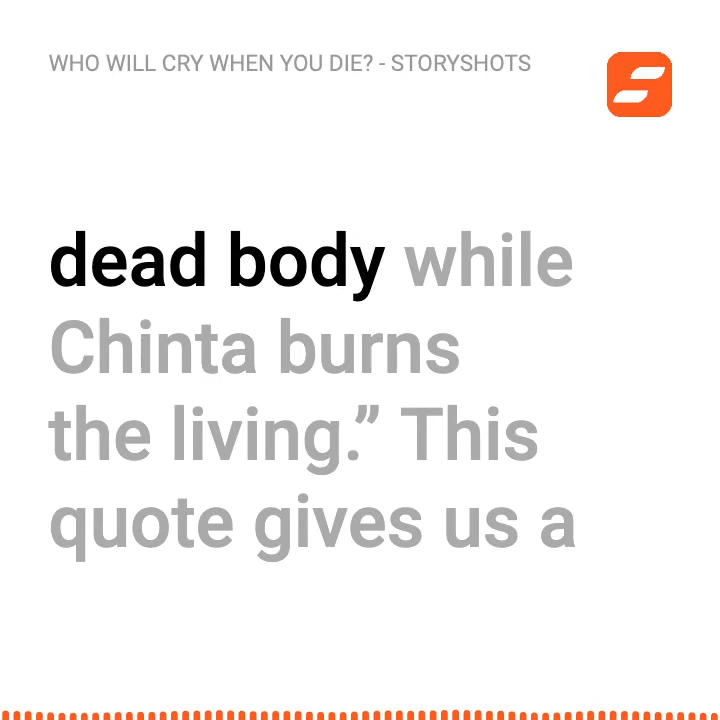 WHO WILL CRY WHEN YOU DIE? - STORYSHOTS
dead body while
Chinta burns
the living.” This
quote gives us a